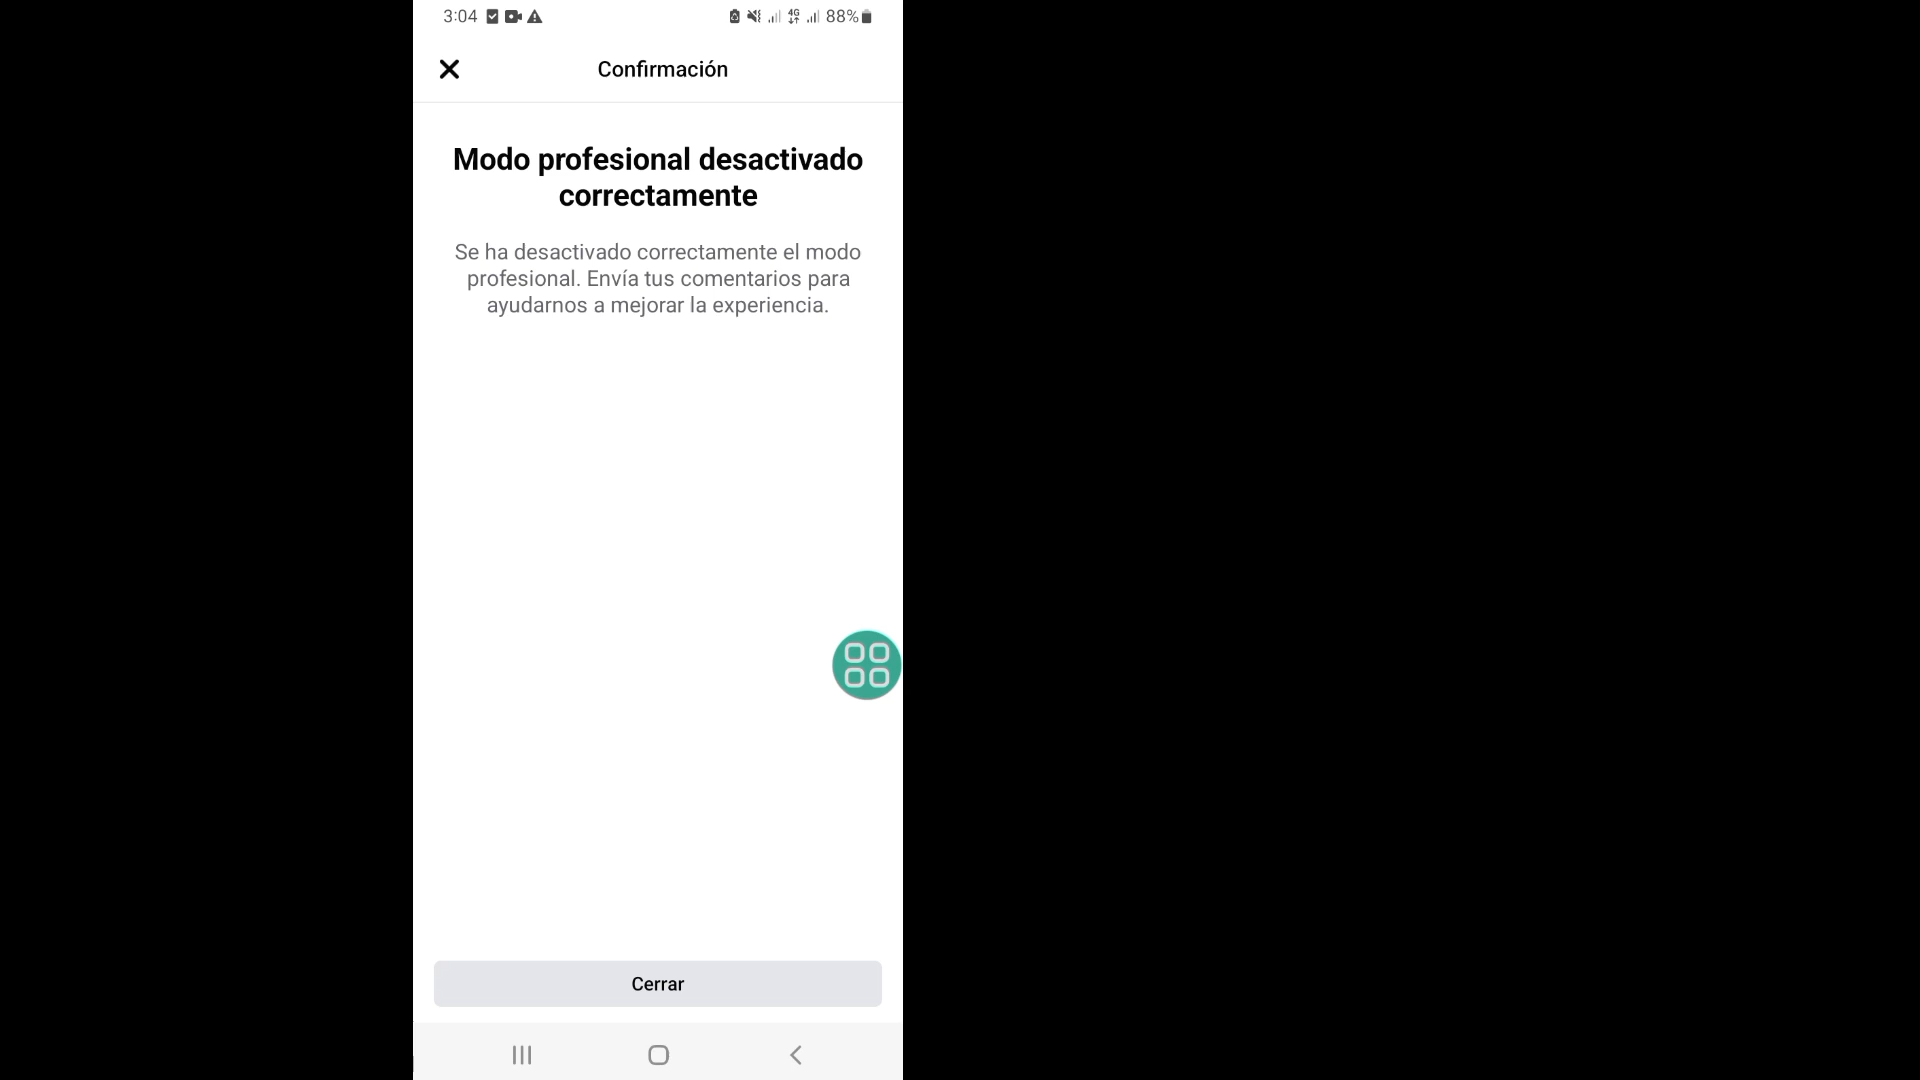 3:04
4G
88%
Confirmación
Modo profesional desactivado
correctamente
Se ha desactivado correctamente el modo
profesional. Envía tus comentarios para
ayudarnos a mejorar la experiencia.
Cerrar